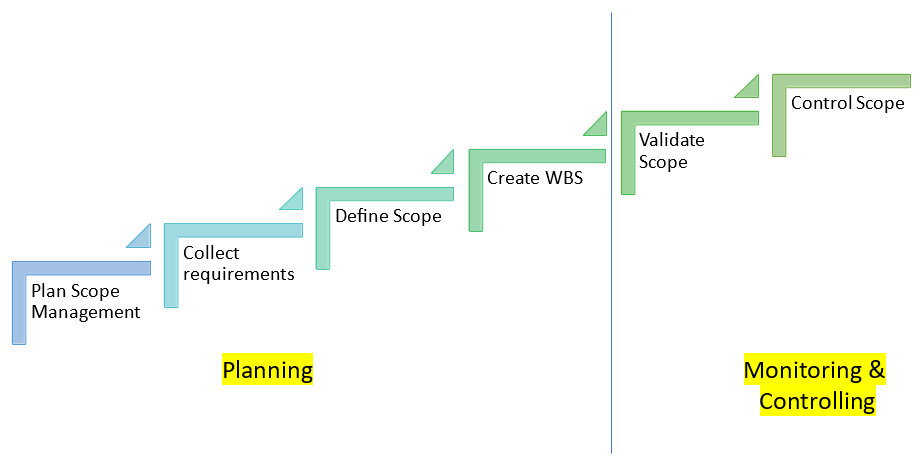 Plan Scope
Management
Collect
requirements
Define Scope
Create WBS
Validate
Scope
Control Scope
Planning
Monitoring &
Controlling